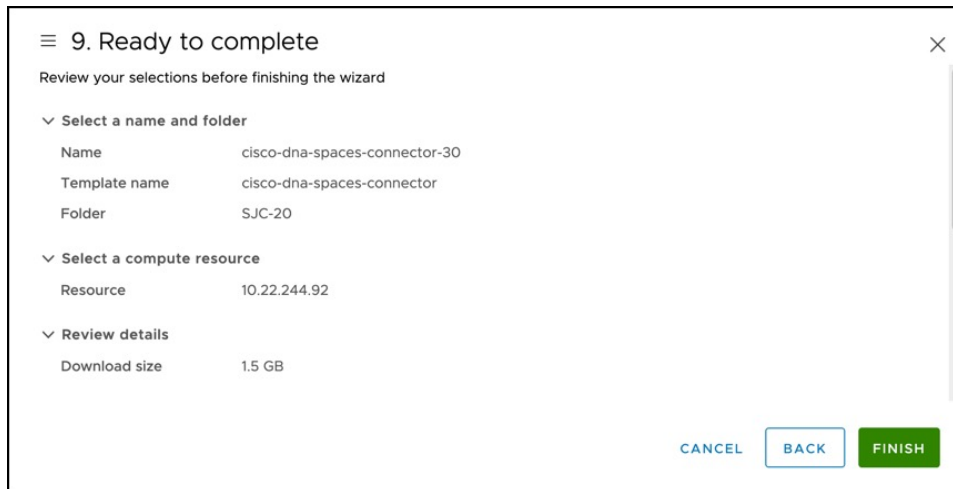 9. Ready to complete
Review your selections before finishing the wizard
Select a name and folder
Name cisco-dna-spaces-connector-30
Template name cisco-dna-spaces-connector
Folder SJC-20
Select a compute resource
Resource 10.22.244.92
Review details
Download size 1.5 GB
CANCEL BACK FINISH